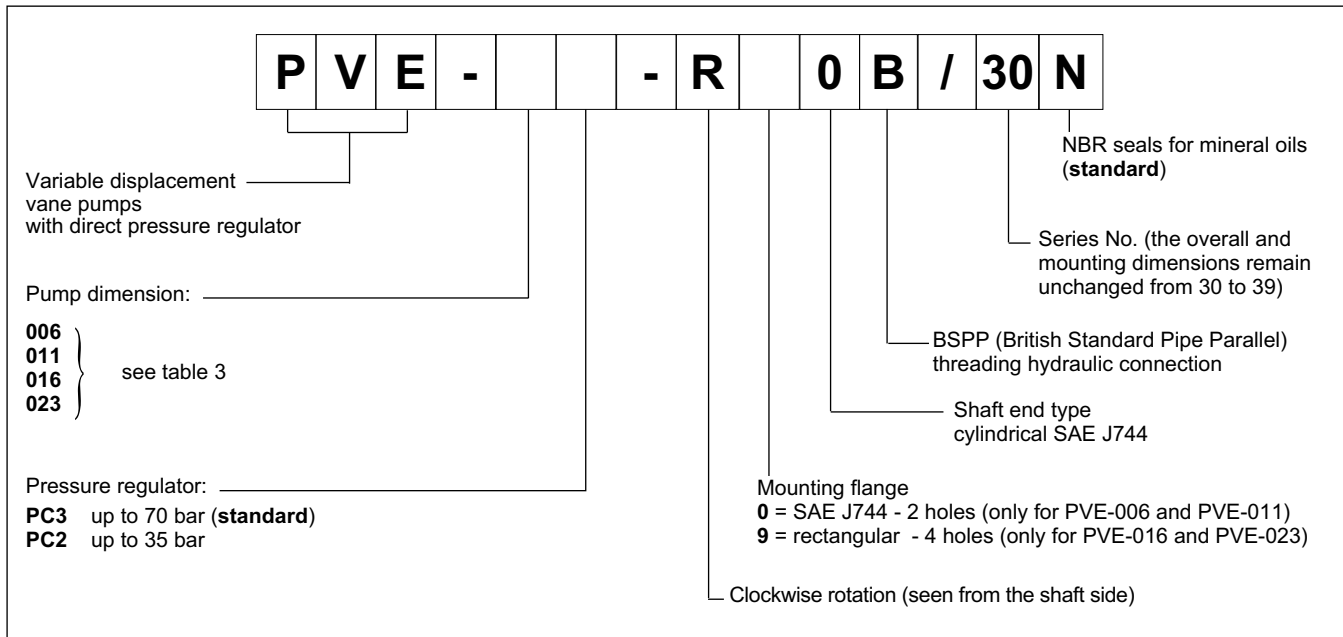 P V E - - R 0 B / 30 N
Variable displacement
vane pumps
with direct pressure regulator
Pump dimension:
006
011
016
023
see table 3
Pressure regulator:
PC3 up to 70 bar (standard)
PC2 up to 35 bar
NBR seals for mineral oils
(standard)
Series No. (the overall and
mounting dimensions remain
unchanged from 30 to 39)
BSPP (British Standard Pipe Parallel)
threading hydraulic connection
Shaft end type
cylindrical SAE J744
Mounting flange
0 = SAE J744 - 2 holes (only for PVE-006 and PVE-011)
9 = rectangular - 4 holes (only for PVE-016 and PVE-023)
Clockwise rotation (seen from the shaft side)